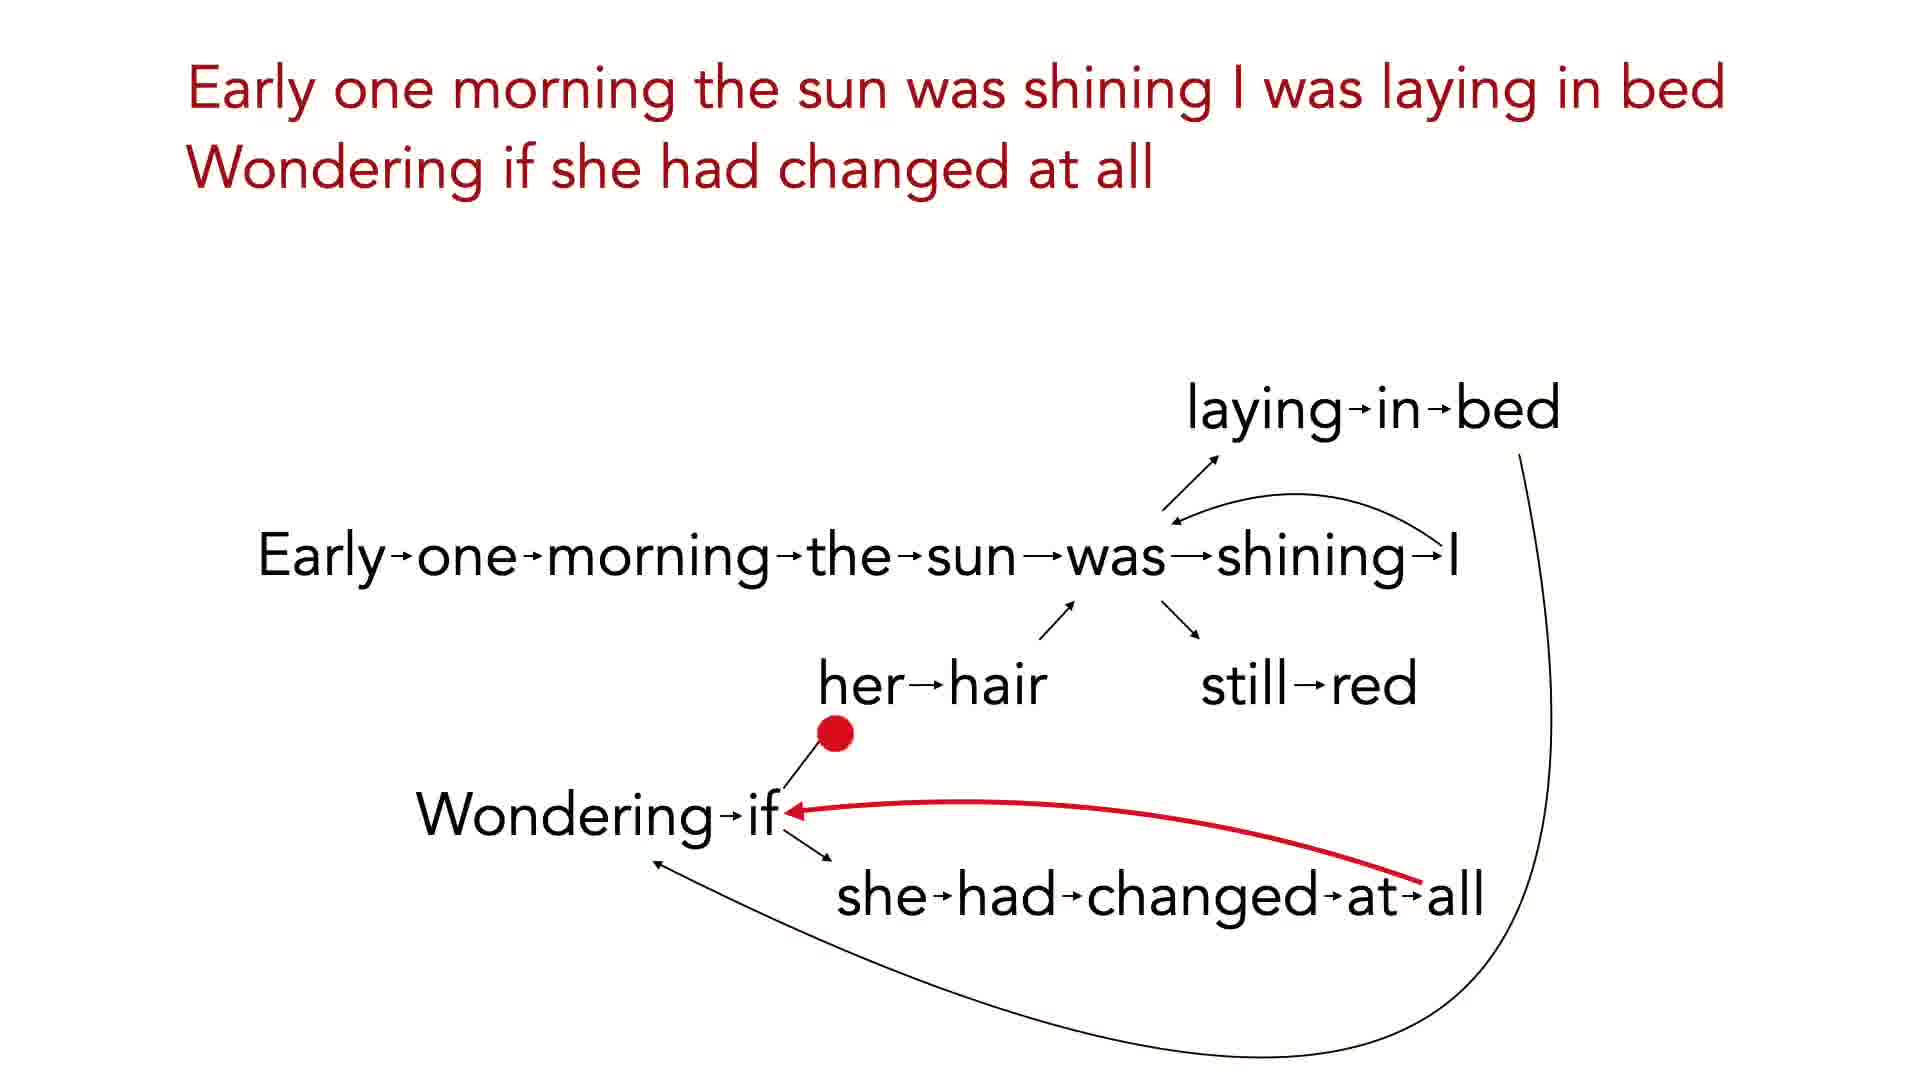 Early one morning the sun was shining I was laying in bed
Wondering if she had changed at all
laying in bed
Early one morning the sun was shining I
her hair still red
Wondering if
she had changed at all